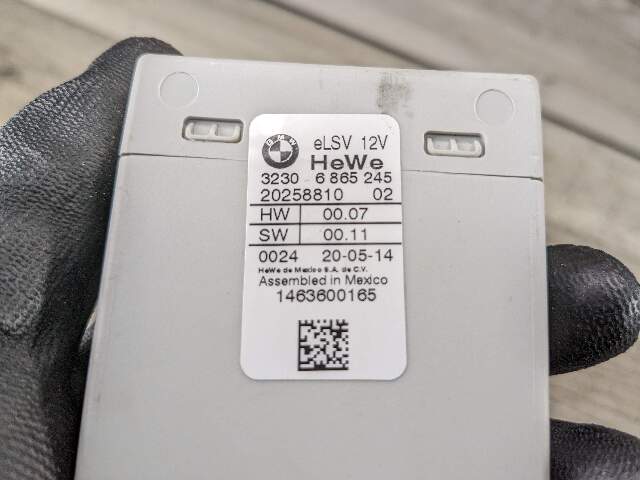 BMW
eLSV 12V
HeWe
3230 6 865 245
20258810 02
HW 00.07
SW 00.11
0024 20-05-14
HeWe de Mexico S.A. de C.V.
Assembled in Mexico
1463600165